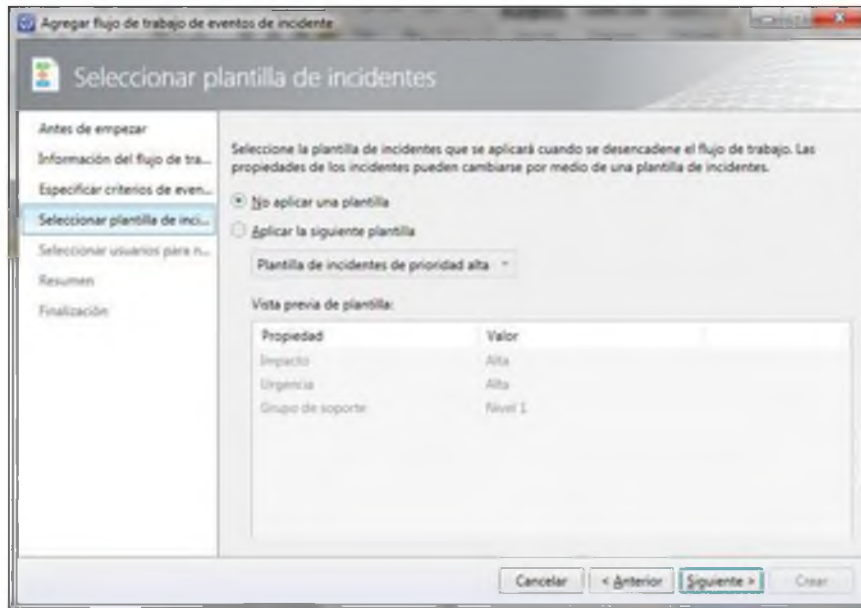 Agregar flujo de trabajo de eventos de incidente
Seleccionar plantilla de incidentes
Antes de empezar
Información del flujo de tra...
Especificar criterios de even...
Seleccionar plantilla de inci...
Seleccionar usuarios para n...
Resumen
Finalización
Seleccione la plantilla de incidentes que se aplicará cuando se desencadene el flujo de trabajo. Las
propiedades de los incidentes pueden cambiarse por medio de una plantilla de incidentes.
No aplicar una plantilla
Aplicar la siguiente plantilla
Plantilla de incidentes de prioridad alta
Vista previa de plantilla:
Propiedad Valor
Impacto Alta
Urgencia Alta
Grupo de soporte Nivel 1
Cancelar < Anterior Siguiente > Crear